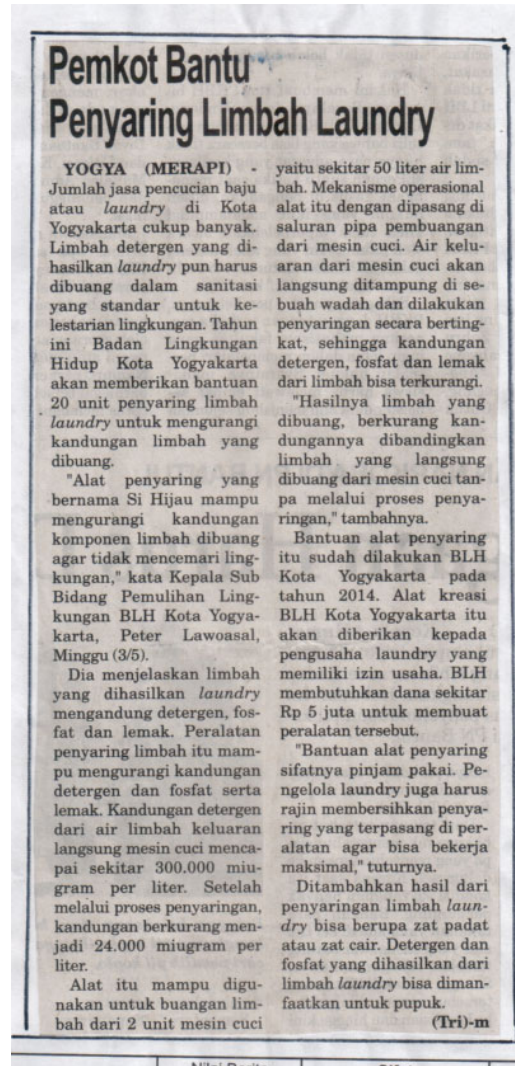 Pemkot Bantu
Penyaring Limbah Laundry
YOGYA (MERAPI) -
Jumlah jasa pencucian baju
atau laundry di Kota
Yogyakarta cukup banyak.
Limbah detergen yang di-
hasilkan laundry pun harus
dibuang dalam sanitasi
yang standar untuk ke-
lestarian lingkungan. Tahun
ini Badan Lingkungan
Hidup Kota Yogyakarta
akan memberikan bantuan
20 unit penyaring limbah
laundry untuk mengurangi
kandungan limbah yang
dibuang.
"Alat penyaring yang
bernama Si Hijau mampu
mengurangi kandungan
komponen limbah dibuang
agar tidak mencemari ling-
kungan," kata Kepala Sub
Bidang Pemulihan Ling-
kungan BLH Kota Yogya-
karta, Peter Lawoasal,
Minggu (3/5).
Dia menjelaskan limbah
yang dihasilkan laundry
mengandung detergen, fos-
fat dan lemak. Peralatan
penyaring limbah itu mam-
pu mengurangi kandungan
detergen dan fosfat serta
lemak. Kandungan detergen
dari air limbah keluaran
langsung mesin cuci menca-
pai sekitar 300.000 miu-
gram per liter. Setelah
melalui proses penyaringan,
kandungan berkurang men-
jadi 24.000 miugram per
liter.
Alat itu mampu digu-
nakan untuk buangan lim-
bah dari 2 unit mesin cuci
yaitu sekitar 50 liter air lim-
bah. Mekanisme operasional
alat itu dengan dipasang di
saluran pipa pembuangan
dari mesin cuci. Air kelu-
aran dari mesin cuci akan
langsung ditampung di se-
buah wadah dan dilakukan
penyaringan secara berting-
kat, sehingga kandungan
detergen, fosfat dan lemak
dari limbah bisa terkurangi.
"Hasilnya limbah yang
dibuang, berkurang kan-
dungannya dibandingkan
limbah yang langsung
dibuang dari mesin cuci tan-
pa melalui proses penya-
ringan," tambahnya.
Bantuan alat penyaring
itu sudah dilakukan BLH
Kota Yogyakarta pada
tahun 2014. Alat kreasi
BLH Kota Yogyakarta itu
akan diberikan kepada
pengusaha laundry yang
memiliki izin usaha. BLH
membutuhkan dana sekitar
Rp 5 juta untuk membuat
peralatan tersebut.
"Bantuan alat penyaring
sifatnya pinjam pakai. Pe-
ngelola laundry juga harus
rajin membersihkan penya-
ring yang terpasang di per-
alatan agar bisa bekerja
maksimal," tuturnya.
Ditambahkan hasil dari
penyaringan limbah laun-
dry bisa berupa zat padat
atau zat cair. Detergen dan
fosfat yang dihasilkan dari
limbah laundry bisa diman-
faatkan untuk pupuk.
(Tri)-m